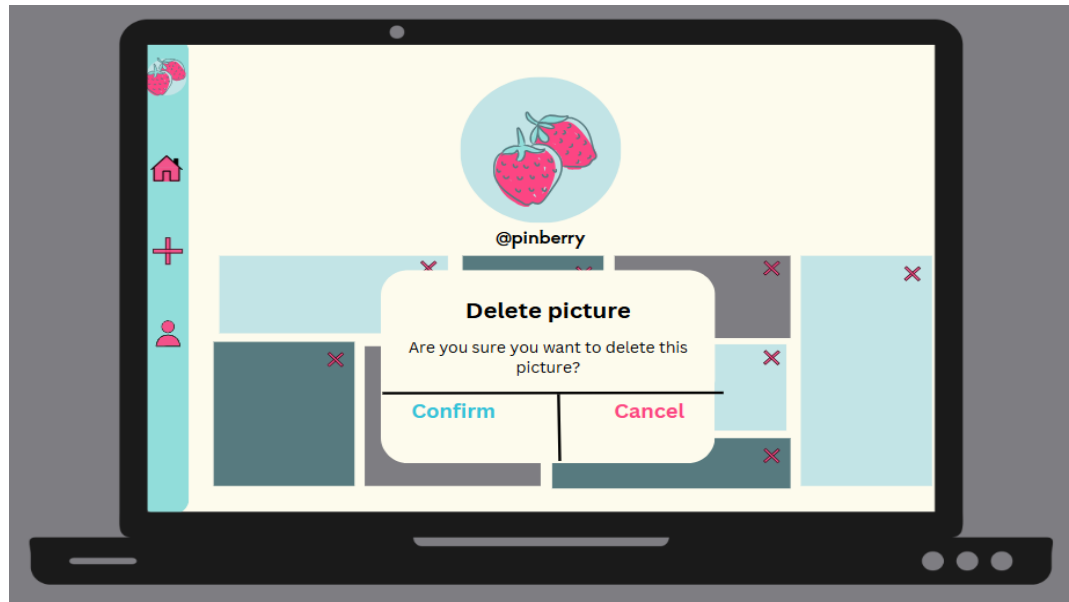 @pinberry
Delete picture
Are you sure you want to delete this
picture?
Confirm
Cancel